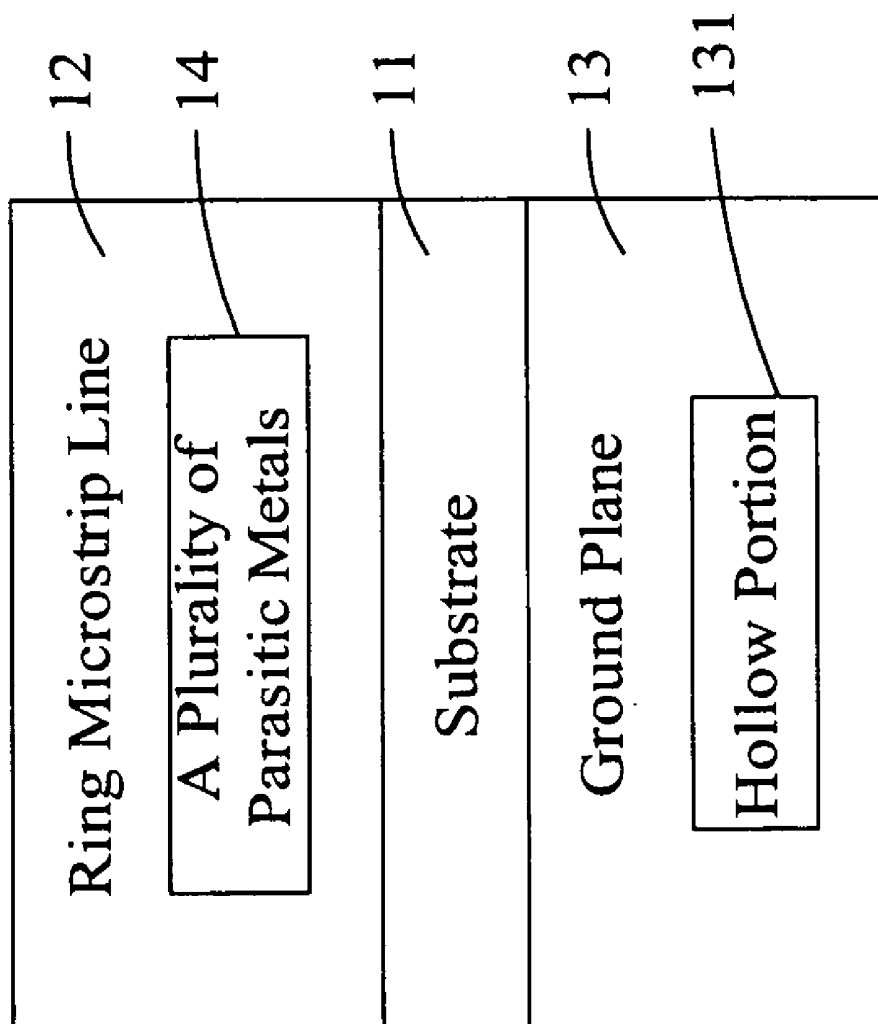 Ring Microstrip Line
12
A Plurality of
Parasitic Metals
14
Substrate
11
Ground Plane
13
Hollow Portion
131